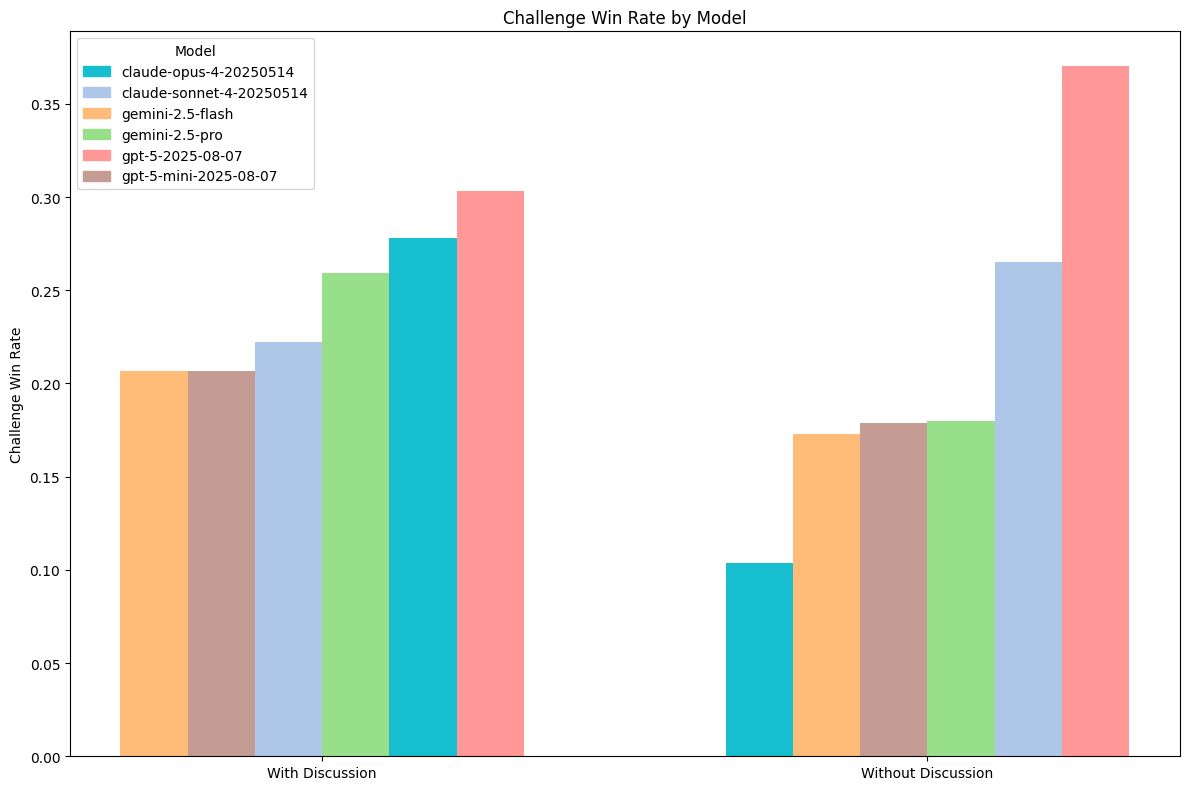 Challenge Win Rate by Model
Model
claude-opus-4-20250514
claude-sonnet-4-20250514
gemini-2.5-flash
gemini-2.5-pro
gpt-5-2025-08-07
gpt-5-mini-2025-08-07
Challenge Win Rate
0.35
0.30
0.25
0.20
0.15
0.10
0.05
0.00
With Discussion
Without Discussion